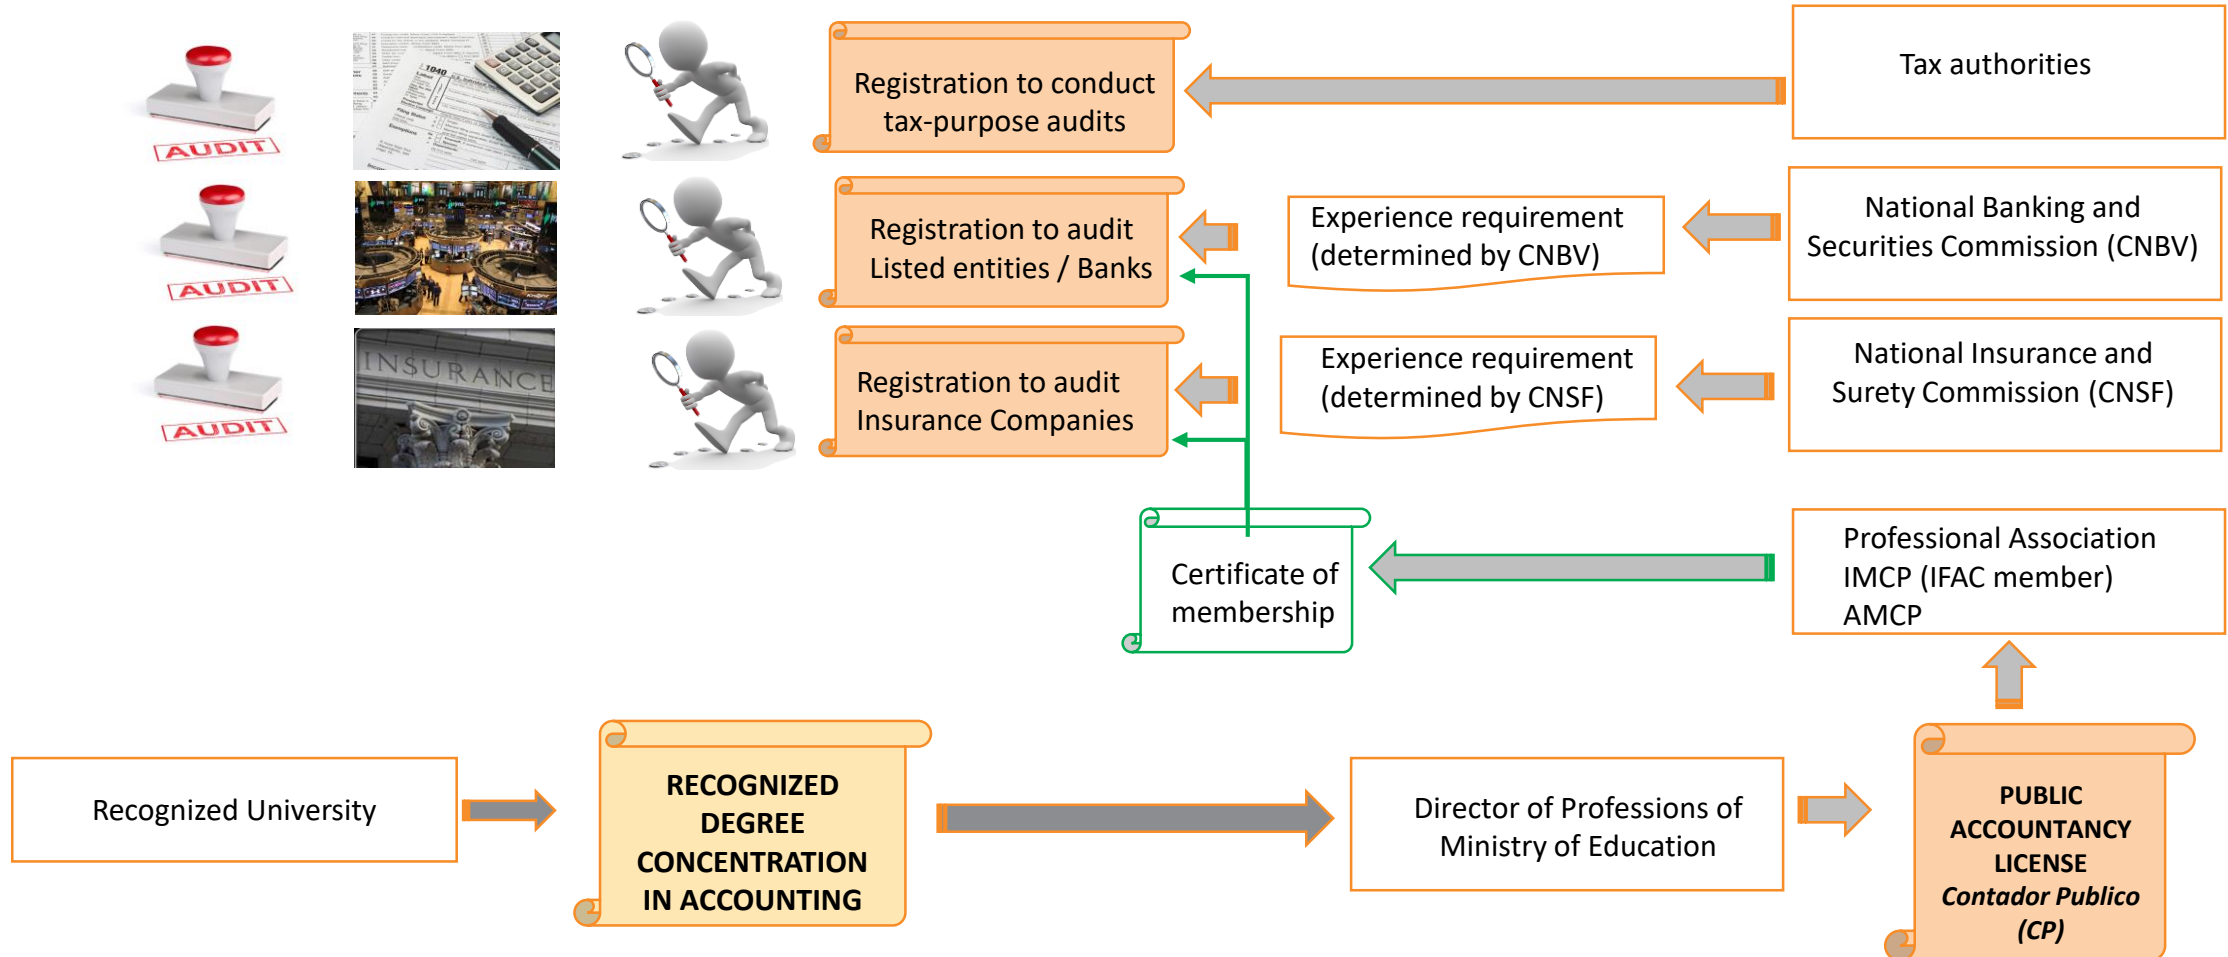 Tax authorities
Registration to conduct
tax-purpose audits
AUDIT
1040
National Banking and
Securities Commission (CNBV)
Experience requirement
(determined by CNBV)
Registration to audit
Listed entities / Banks
AUDIT
National Insurance and
Surety Commission (CNSF)
Experience requirement
(determined by CNSF)
Registration to audit
Insurance Companies
INSURANCE
AUDIT
Professional Association
IMCP (IFAC member)
AMCP
Certificate of
membership
Recognized University
RECOGNIZED
DEGREE
CONCENTRATION
IN ACCOUNTING
Director of Professions of
Ministry of Education
PUBLIC
ACCOUNTANCY
LICENSE
Contador Publico
(CP)